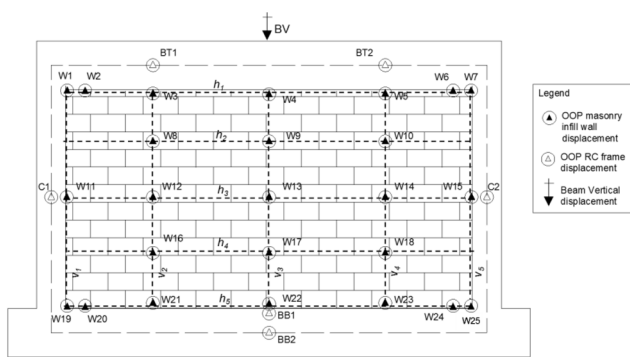 BV
BT1 BT2
W1 W2 h1 W6 W7
W3 W4 W5
W8 h2 W9 W10
C1 W11 W12 h3 W13 W14 W15 C2
W16 h4 W17 W18
v1 v2 v3 v4 v5
W21 h5 W22 W23
W19 W20 BB1 W24 W25
BB2
Legend
OOP masonry
infill wall
displacement
OOP RC frame
displacement
Beam Vertical
displacement